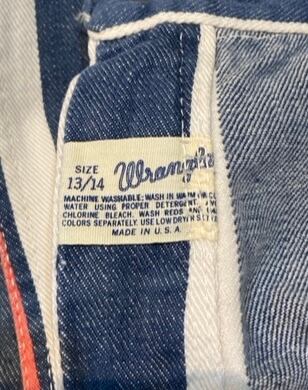 SIZE
13/14
Wrangler
MACHINE WASHABLE: WASH IN WARM
WATER USING PROPER DETERGENT.
CHLORINE BLEACH. WASH REDS AND
COLORS SEPARATELY. USE LOW DRYER
MADE IN U.S.A.